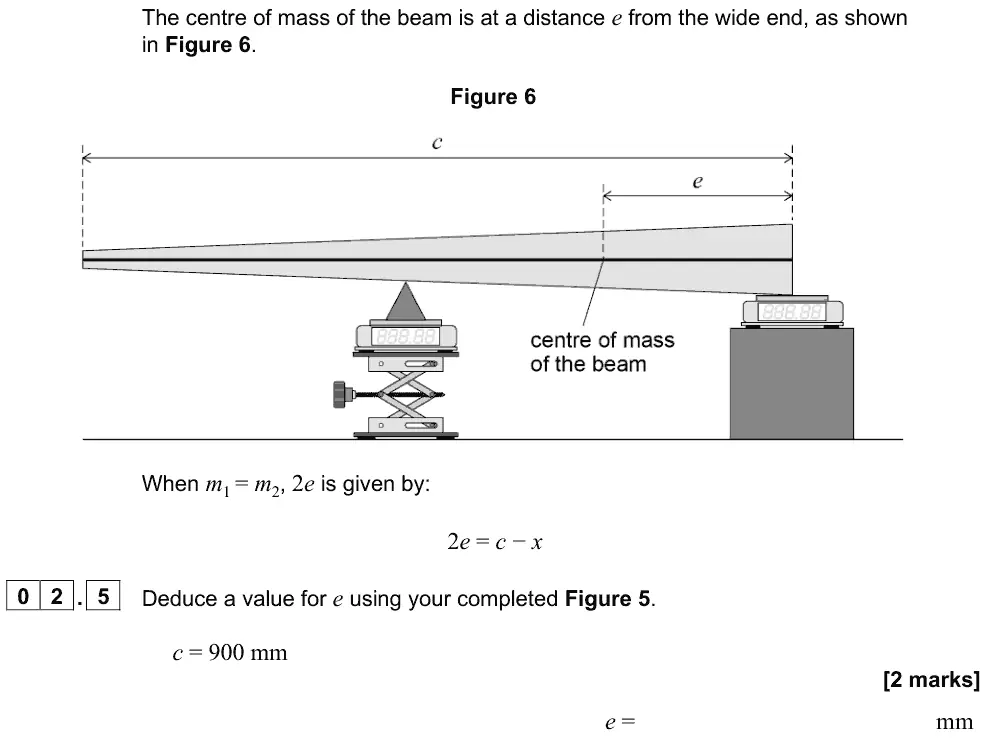 The centre of mass of the beam is at a distance e from the wide end, as shown
in Figure 6.
Figure 6
c
e
888.88
888.88
centre of mass
of the beam
When m₁ = m₂, 2e is given by:
2e = c − x
0 2 . 5 Deduce a value for e using your completed Figure 5.
c = 900 mm
[2 marks]
e = mm